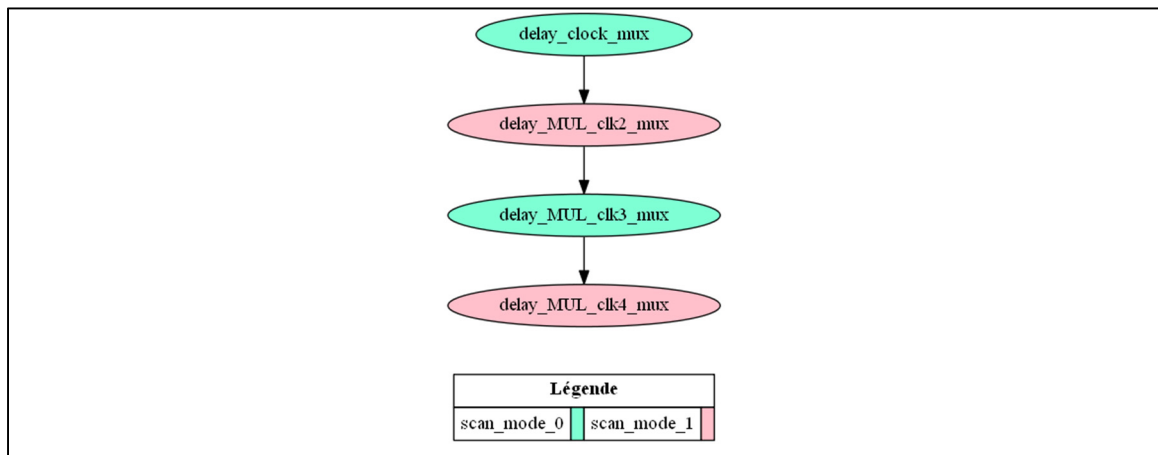 delay_clock_mux
delay_MUL_clk2_mux
delay_MUL_clk3_mux
delay_MUL_clk4_mux
Légende
scan_mode_0 scan_mode_1